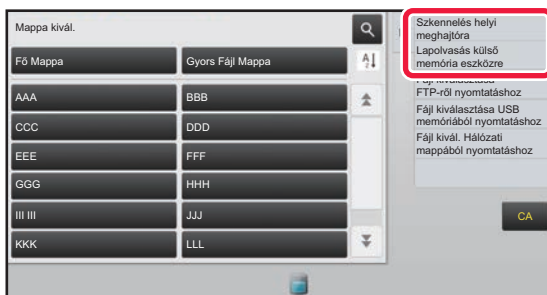 Mappa kivál.
Fő Mappa
Gyors Fájl Mappa
AAA
BBB
CCC
DDD
EEE
FFF
GGG
HHH
III III
JJJ
KKK
LLL
Szkennelés helyi
meghajtóra
Lapolvasás külső
memória eszközre
Fájl kiválasztása
FTP-ről nyomtatáshoz
Fájl kiválasztása USB
memóriából nyomtatáshoz
Fájl kivál. Hálózati
mappából nyomtatáshoz
CA